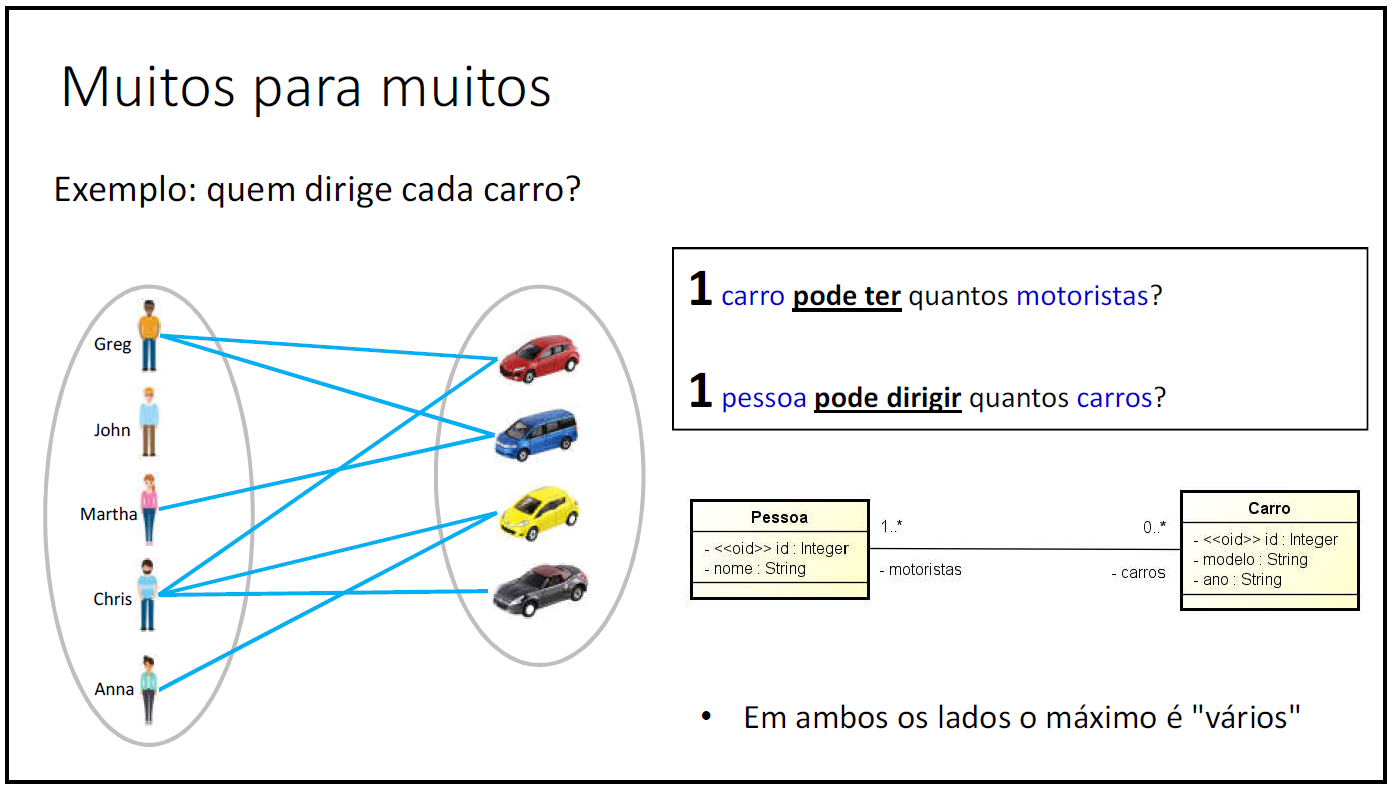 Muitos para muitos
Exemplo: quem dirige cada carro?
Greg
John
Martha
Chris
Anna
1 carro pode ter quantos motoristas?
1 pessoa pode dirigir quantos carros?
Pessoa
- <<oid>> id : Integer
- nome : String
1..*
- motoristas
0..*
- carros
Carro
- <<oid>> id : Integer
- modelo : String
- ano : String
• Em ambos os lados o máximo é "vários"